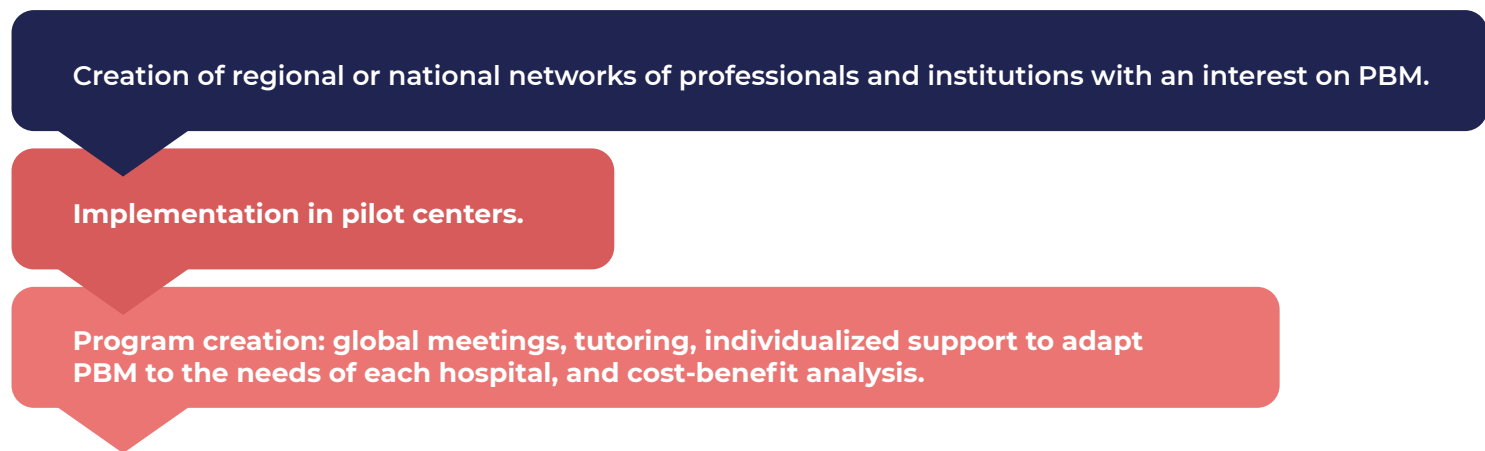 Creation of regional or national networks of professionals and institutions with an interest on PBM.
Implementation in pilot centers.
Program creation: global meetings, tutoring, individualized support to adapt
PBM to the needs of each hospital, and cost-benefit analysis.